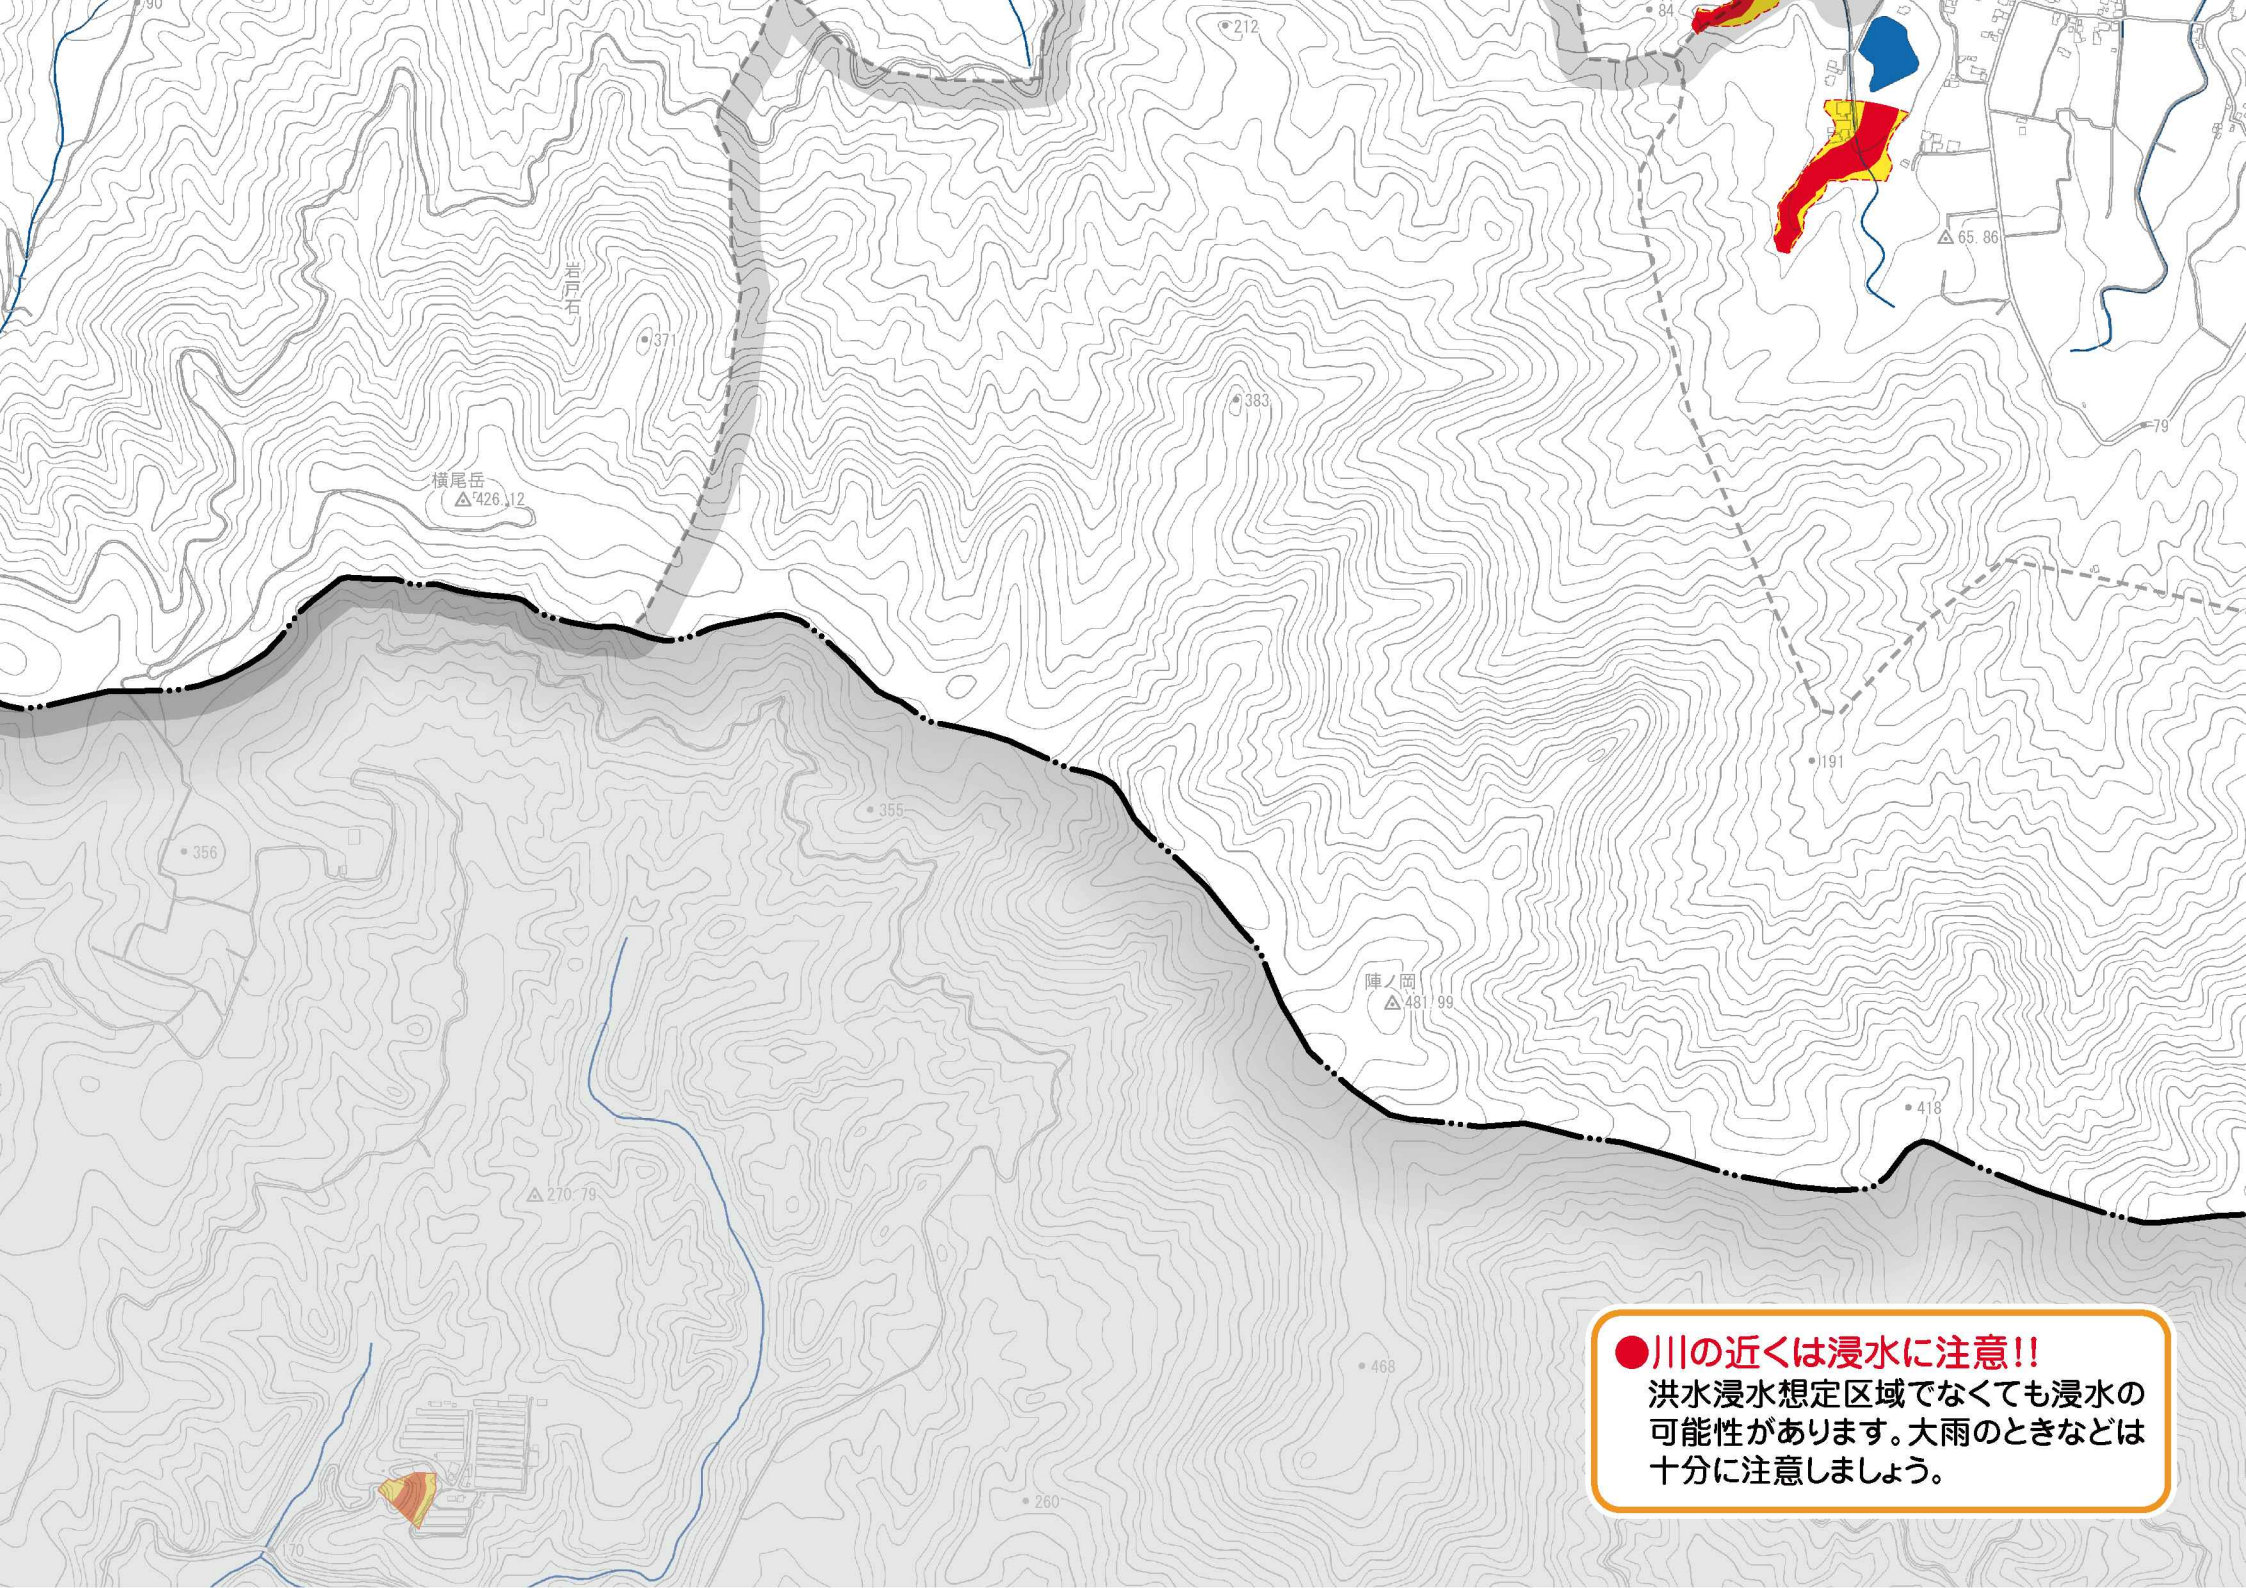 90
212
84
65.86
岩戸石
371
383
79
横尾岳
426.12
191
355
356
陣ノ岡
481.99
418
270.79
468
260
170
●川の近くは浸水に注意!!
洪水浸水想定区域でなくても浸水の
可能性があります。大雨のときなどは
十分に注意しましょう。